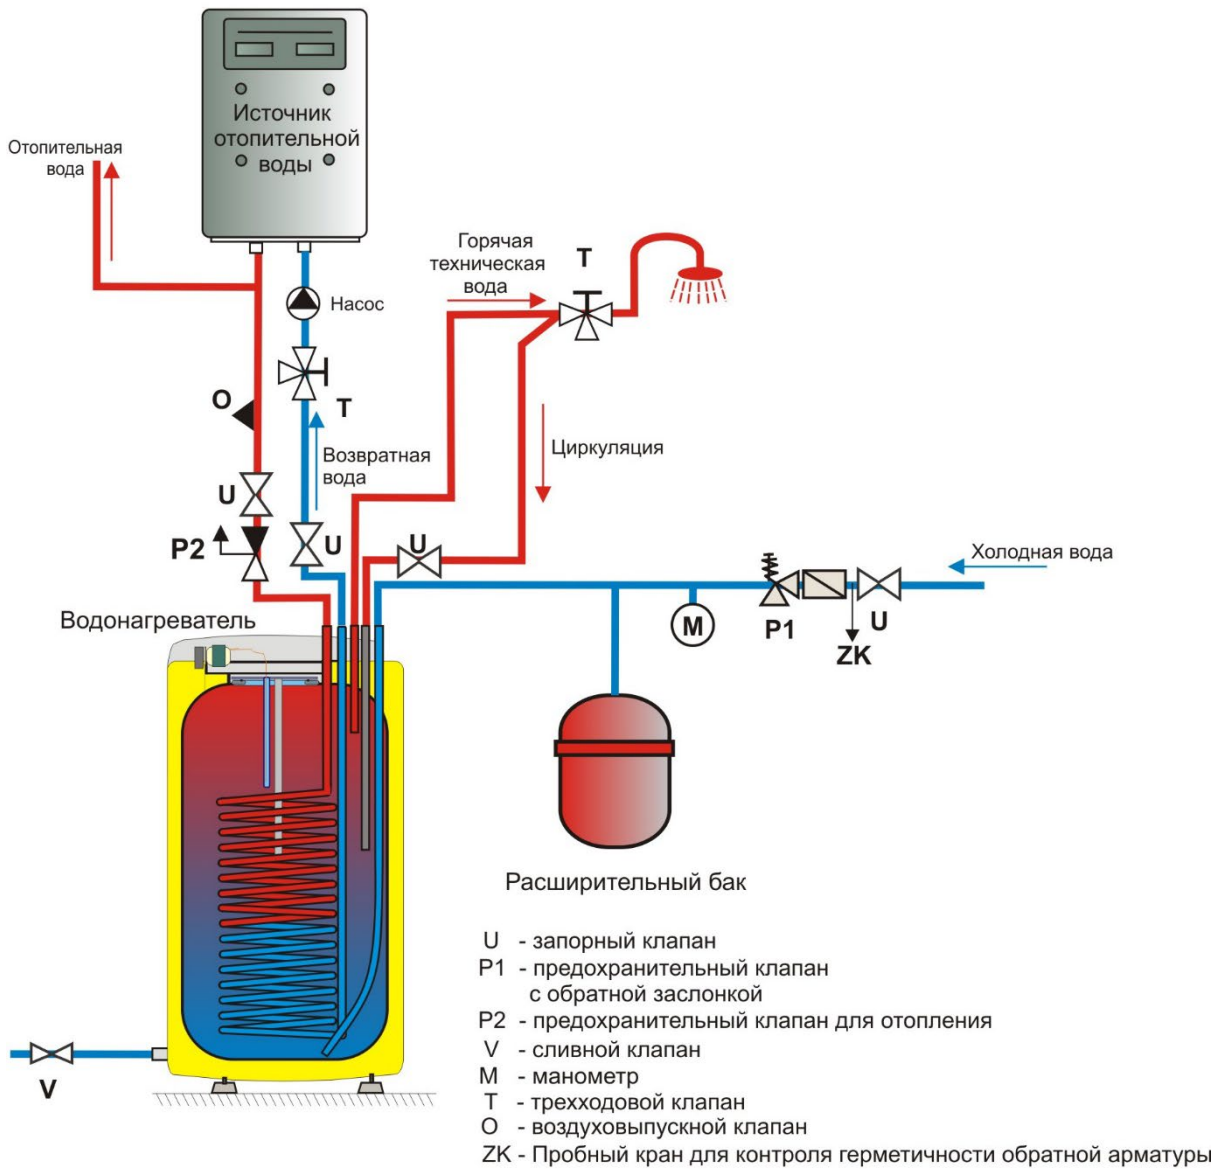 Источник
отопительной
воды
Отопительная
вода
Горячая
техническая
вода
T
Насос
O
T
Возвратная
вода
Циркуляция
U
P2
U
U
Холодная вода
Водонагреватель
M
P1
U
ZK
Расширительный бак
U - запорный клапан
P1 - предохранительный клапан
с обратной заслонкой
P2 - предохранительный клапан для отопления
V - сливной клапан
M - манометр
T - трехходовой клапан
O - воздуховыпускной клапан
ZK - Пробный кран для контроля герметичности обратной арматуры
V